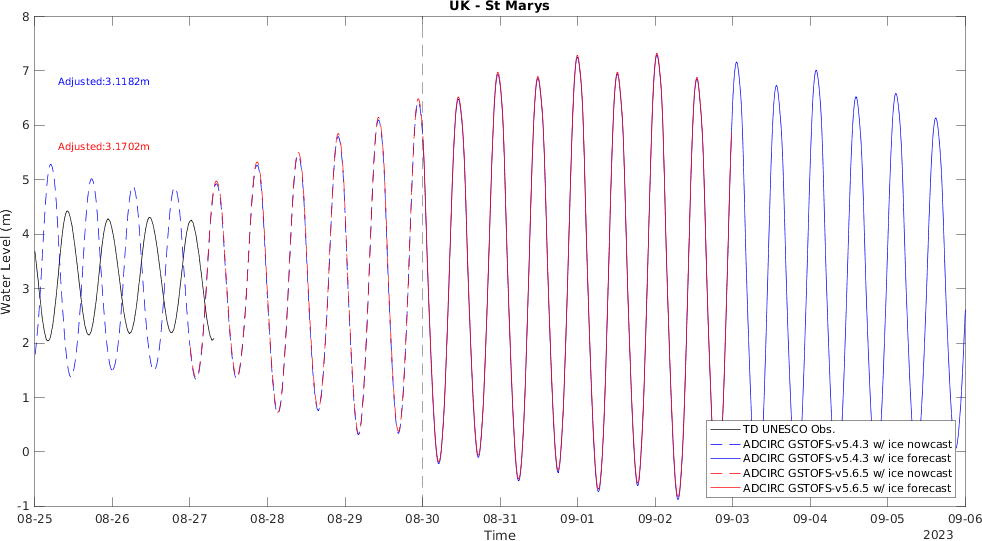 UK - St Marys
8
7
6
5
4
3
2
1
0
-1
Water Level (m)
Adjusted:3.1182m
Adjusted:3.1702m
TD UNESCO Obs.
ADCIRC GSTOFS-v5.4.3 w/ ice nowcast
ADCIRC GSTOFS-v5.4.3 w/ ice forecast
ADCIRC GSTOFS-v5.6.5 w/ ice nowcast
ADCIRC GSTOFS-v5.6.5 w/ ice forecast
08-25 08-26 08-27 08-28 08-29 08-30 08-31 09-01 09-02 09-03 09-04 09-05 09-06
Time
2023